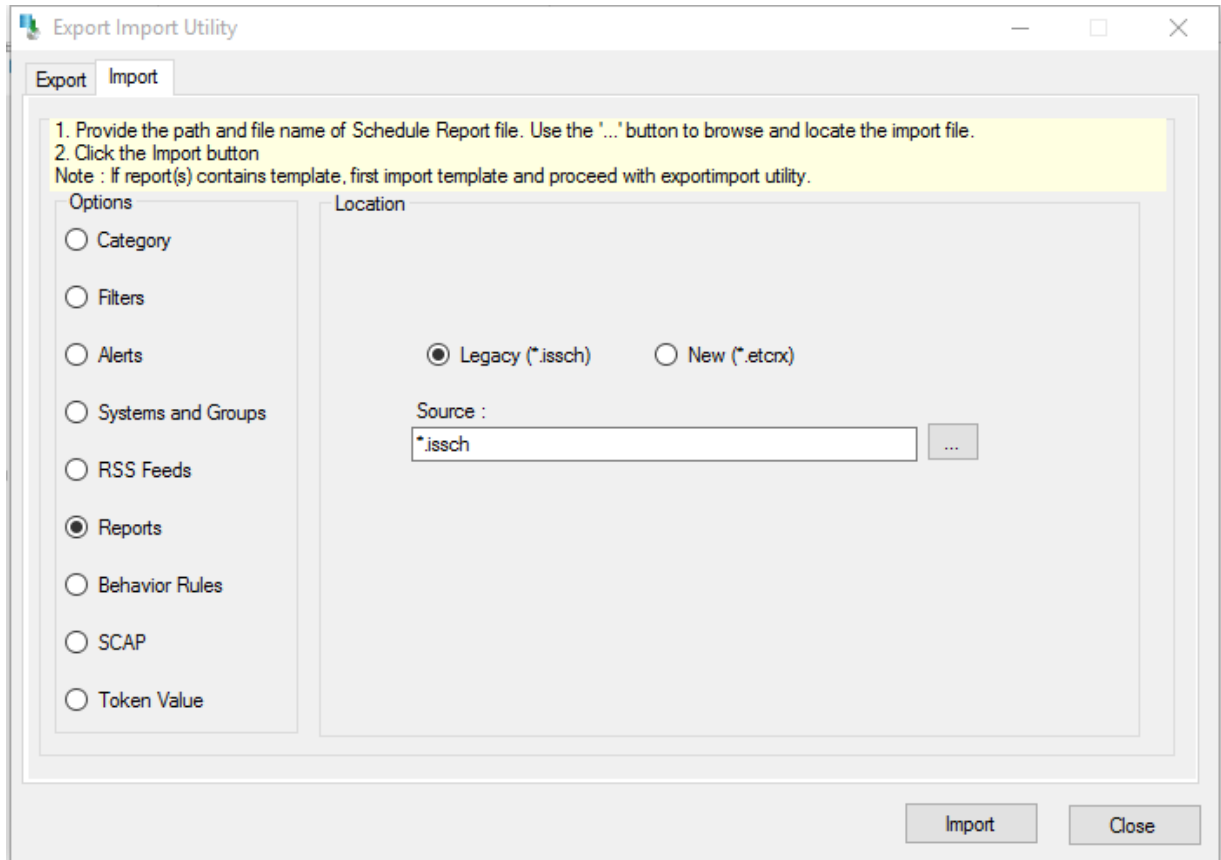 Export Import Utility
Export
Import
1. Provide the path and file name of Schedule Report file. Use the '...' button to browse and locate the import file.
2. Click the Import button
Note : If report(s) contains template, first import template and proceed with exportimport utility.
Options
Category
Filters
Alerts
Systems and Groups
RSS Feeds
Reports
Behavior Rules
SCAP
Token Value
Location
Legacy (*.issch)
New (*.etcrx)
Source :
*.issch
...
Import
Close